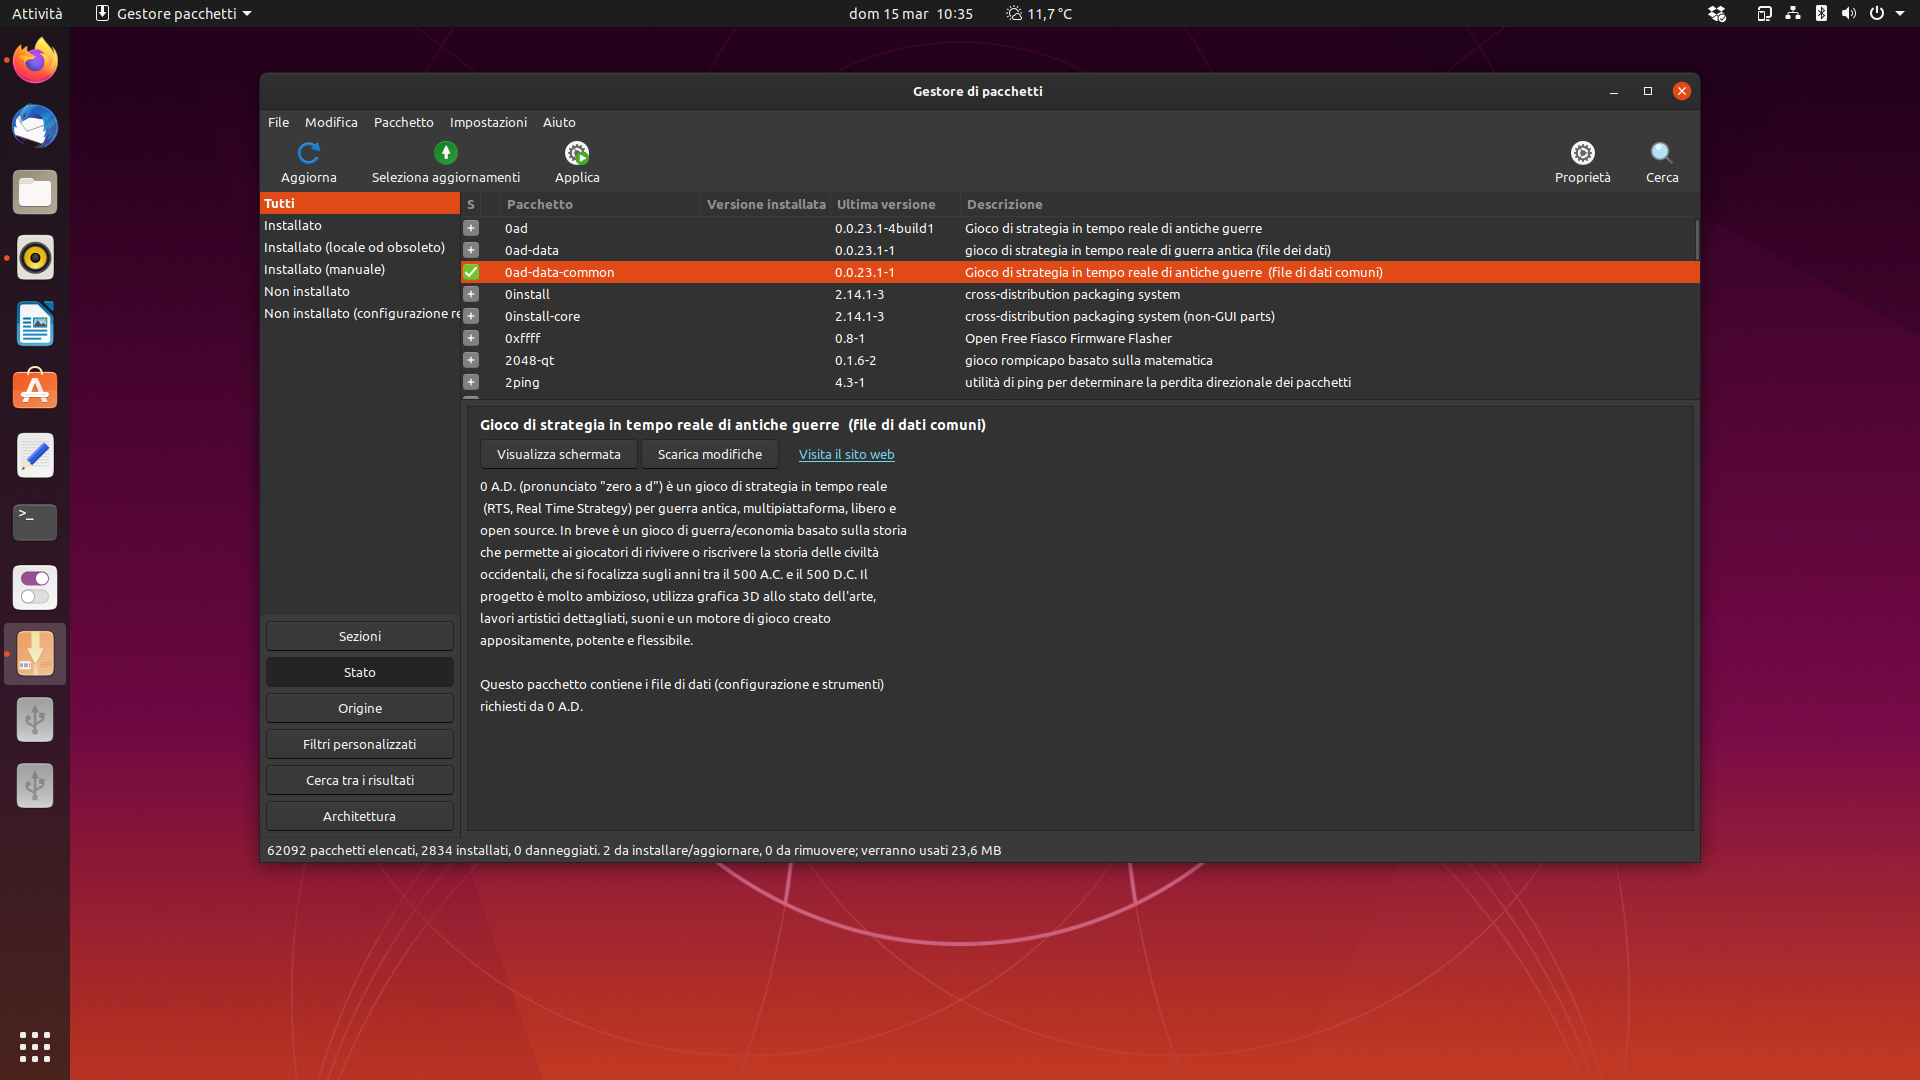 Attività
Gestore pacchetti
dom 15 mar 10:35
11,7 °C
Gestore di pacchetti
File Modifica Pacchetto Impostazioni Aiuto
Aggiorna Seleziona aggiornamenti Applica Proprietà Cerca
Tutti
Installato
Installato (locale od obsoleto)
Installato (manuale)
Non installato
Non installato (configurazione re
S Pacchetto Versione installata Ultima versione Descrizione
0ad 0.0.23.1-4build1 Gioco di strategia in tempo reale di antiche guerre
0ad-data 0.0.23.1-1 gioco di strategia in tempo reale di guerra antica (file dei dati)
0ad-data-common 0.0.23.1-1 Gioco di strategia in tempo reale di antiche guerre (file di dati comuni)
0install 2.14.1-3 cross-distribution packaging system
0install-core 2.14.1-3 cross-distribution packaging system (non-GUI parts)
0xffff 0.8-1 Open Free Fiasco Firmware Flasher
2048-qt 0.1.6-2 gioco rompicapo basato sulla matematica
2ping 4.3-1 utilità di ping per determinare la perdita direzionale dei pacchetti
Gioco di strategia in tempo reale di antiche guerre (file di dati comuni)
Visualizza schermata Scarica modifiche Visita il sito web
0 A.D. (pronunciato "zero a d") è un gioco di strategia in tempo reale
(RTS, Real Time Strategy) per guerra antica, multipiattaforma, libero e
open source. In breve è un gioco di guerra/economia basato sulla storia
che permette ai giocatori di rivivere o riscrivere la storia delle civiltà
occidentali, che si focalizza sugli anni tra il 500 A.C. e il 500 D.C. Il
progetto è molto ambizioso, utilizza grafica 3D allo stato dell'arte,
lavori artistici dettagliati, suoni e un motore di gioco creato
appositamente, potente e flessibile.
Questo pacchetto contiene i file di dati (configurazione e strumenti)
richiesti da 0 A.D.
Sezioni
Stato
Origine
Filtri personalizzati
Cerca tra i risultati
Architettura
62092 pacchetti elencati, 2834 installati, 0 danneggiati. 2 da installare/aggiornare, 0 da rimuovere; verranno usati 23,6 MB